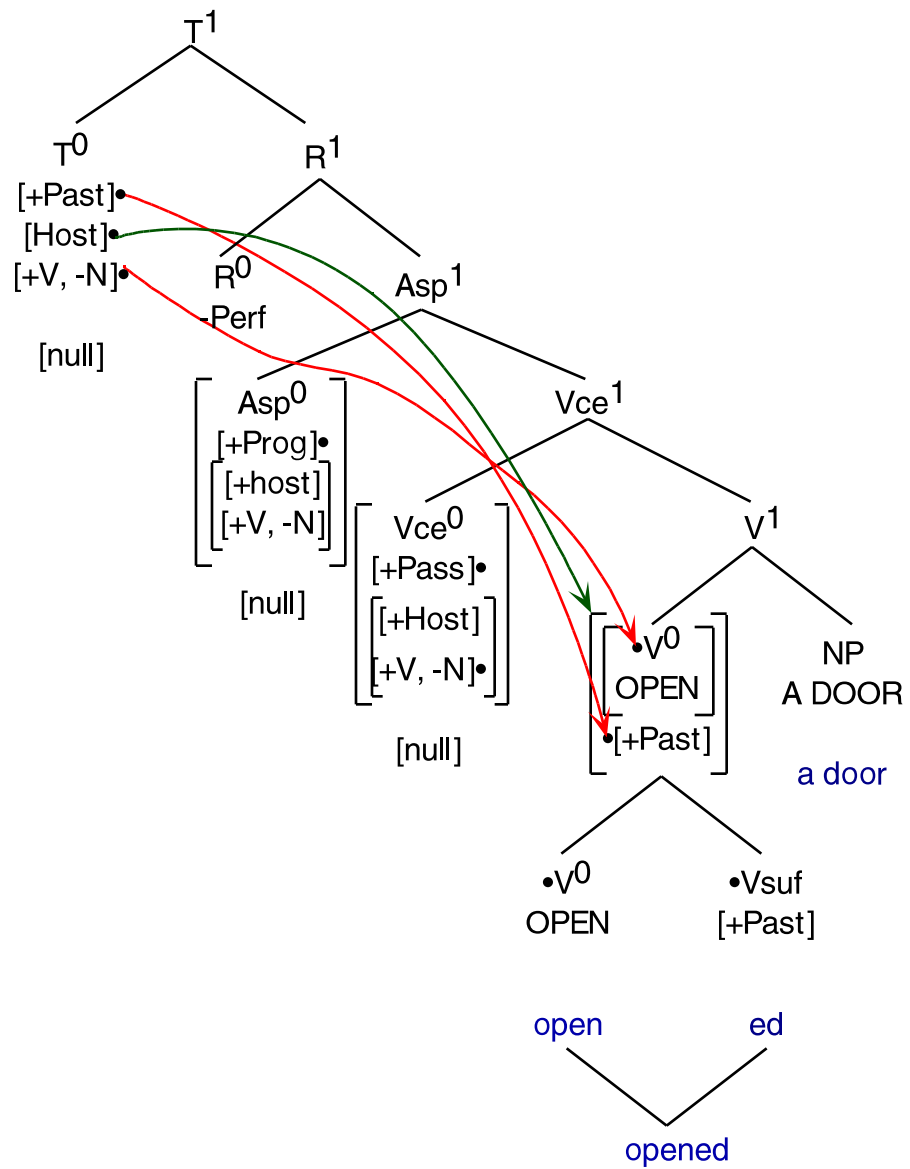 T1
T0
R1
[+Past]•
[Host]•
[+V, -N]•
R0
Asp1
-Perf
[null]
Asp0
Vce1
[+Prog]•
[+host]
[+V, -N]
Vce0
V1
[+Pass]•
[null]
[+Host]
•V0
NP
[+V, -N]•
OPEN
A DOOR
•[+Past]
[null]
a door
•V0
•Vsuf
OPEN
[+Past]
open
ed
opened